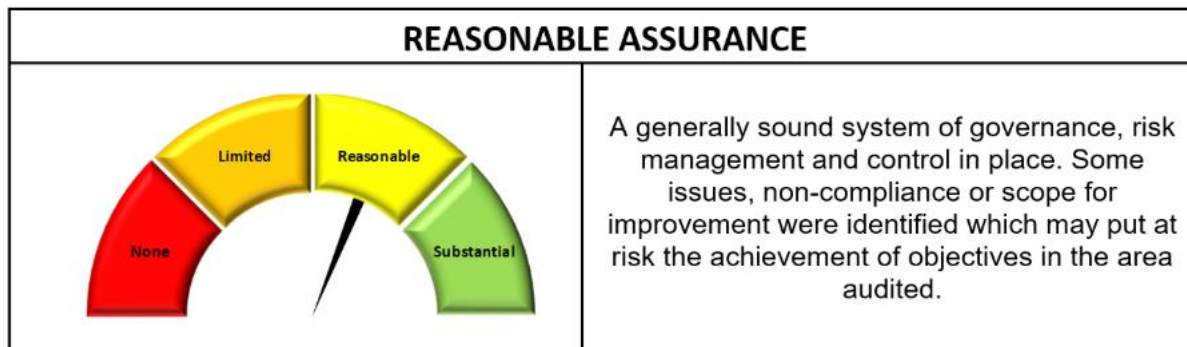 REASONABLE ASSURANCE
Limited
Reasonable
None
Substantial
A generally sound system of governance, risk
management and control in place. Some
issues, non-compliance or scope for
improvement were identified which may put at
risk the achievement of objectives in the area
audited.